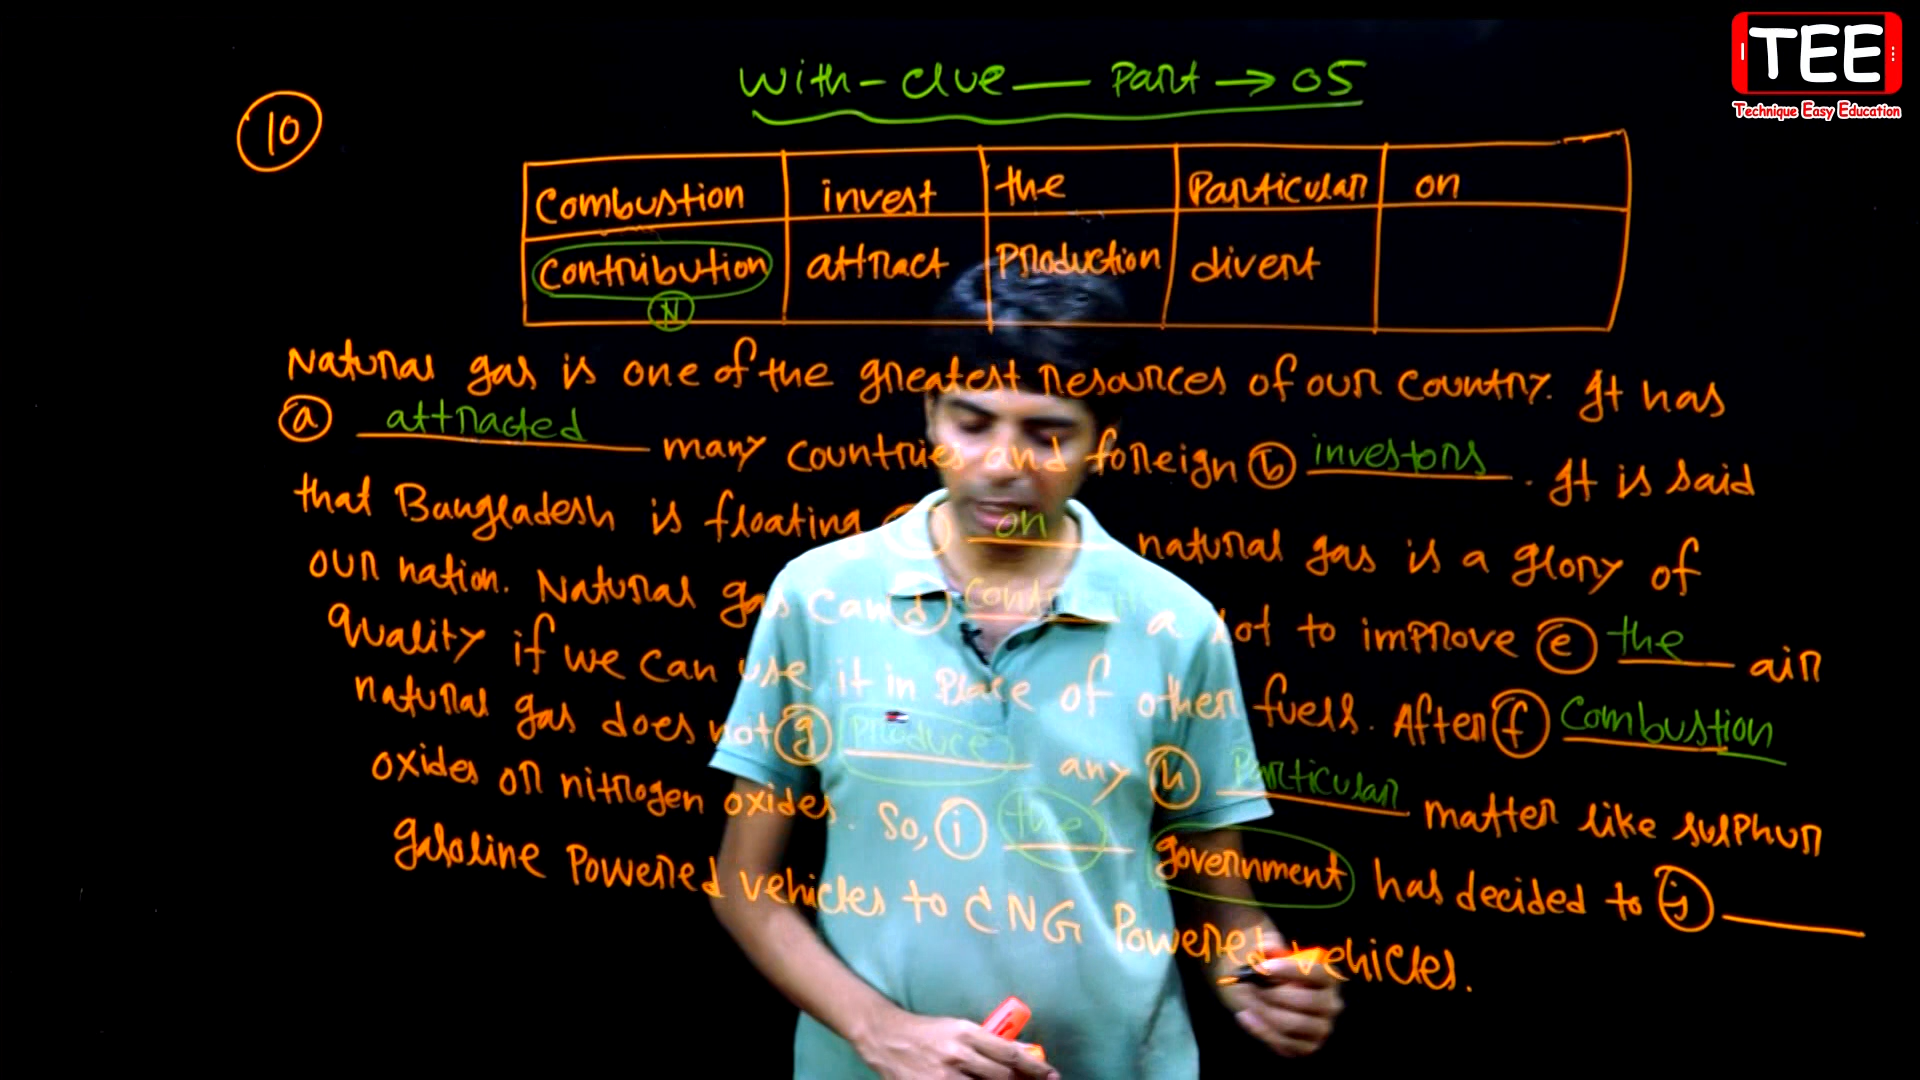 TEE
Technique Easy Education
With-clue — Part → 05
10
Combustion invest the Particular on
Contribution attract Production divert
N
Natural gas is one of the greatest resources of our country. It has
a attracted many countries and foreign b investors. It is said
that Bangladesh is floating on natural gas is a glory of
our nation. Natural gas can d a lot to improve e the air
quality if we can use it in place of other fuels. After f Combustion
natural gas does not g produce any h Particular matter like sulphur
oxides or nitrogen oxides. So, i the government has decided to j ____
gasoline Powered vehicles to CNG Powered vehicles.